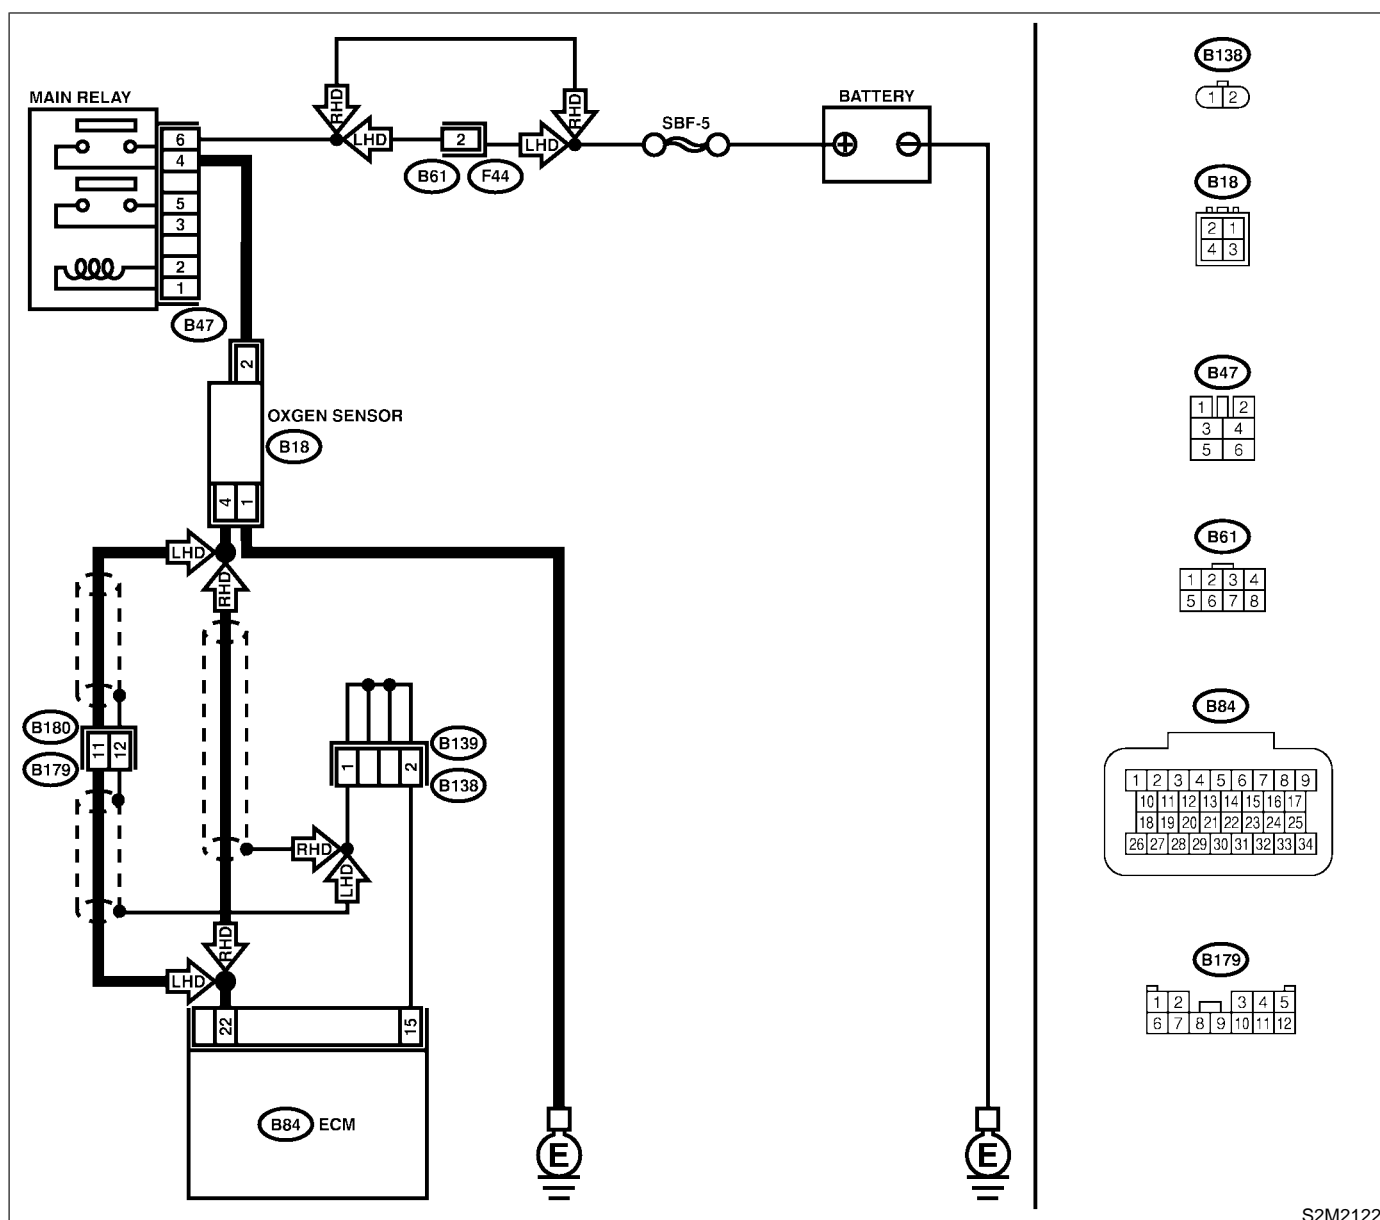 MAIN RELAY
6
4
5
3
2
1
B47
RHD
LHD
2
B61
F44
LHD
RHD
SBF-5
BATTERY
2
OXGEN SENSOR
B18
4
1
LHD
RHD
B180
11
12
B179
1
2
B139
B138
RHD
LHD
RHD
LHD
22
15
B84 ECM
E
E
B138
1 2
B18
2 1
4 3
B47
1 2
3 4
5 6
B61
1 2 3 4
5 6 7 8
B84
1 2 3 4 5 6 7 8 9
10 11 12 13 14 15 16 17
18 19 20 21 22 23 24 25
26 27 28 29 30 31 32 33 34
B179
1 2 3 4 5
6 7 8 9 10 11 12
S2M2122